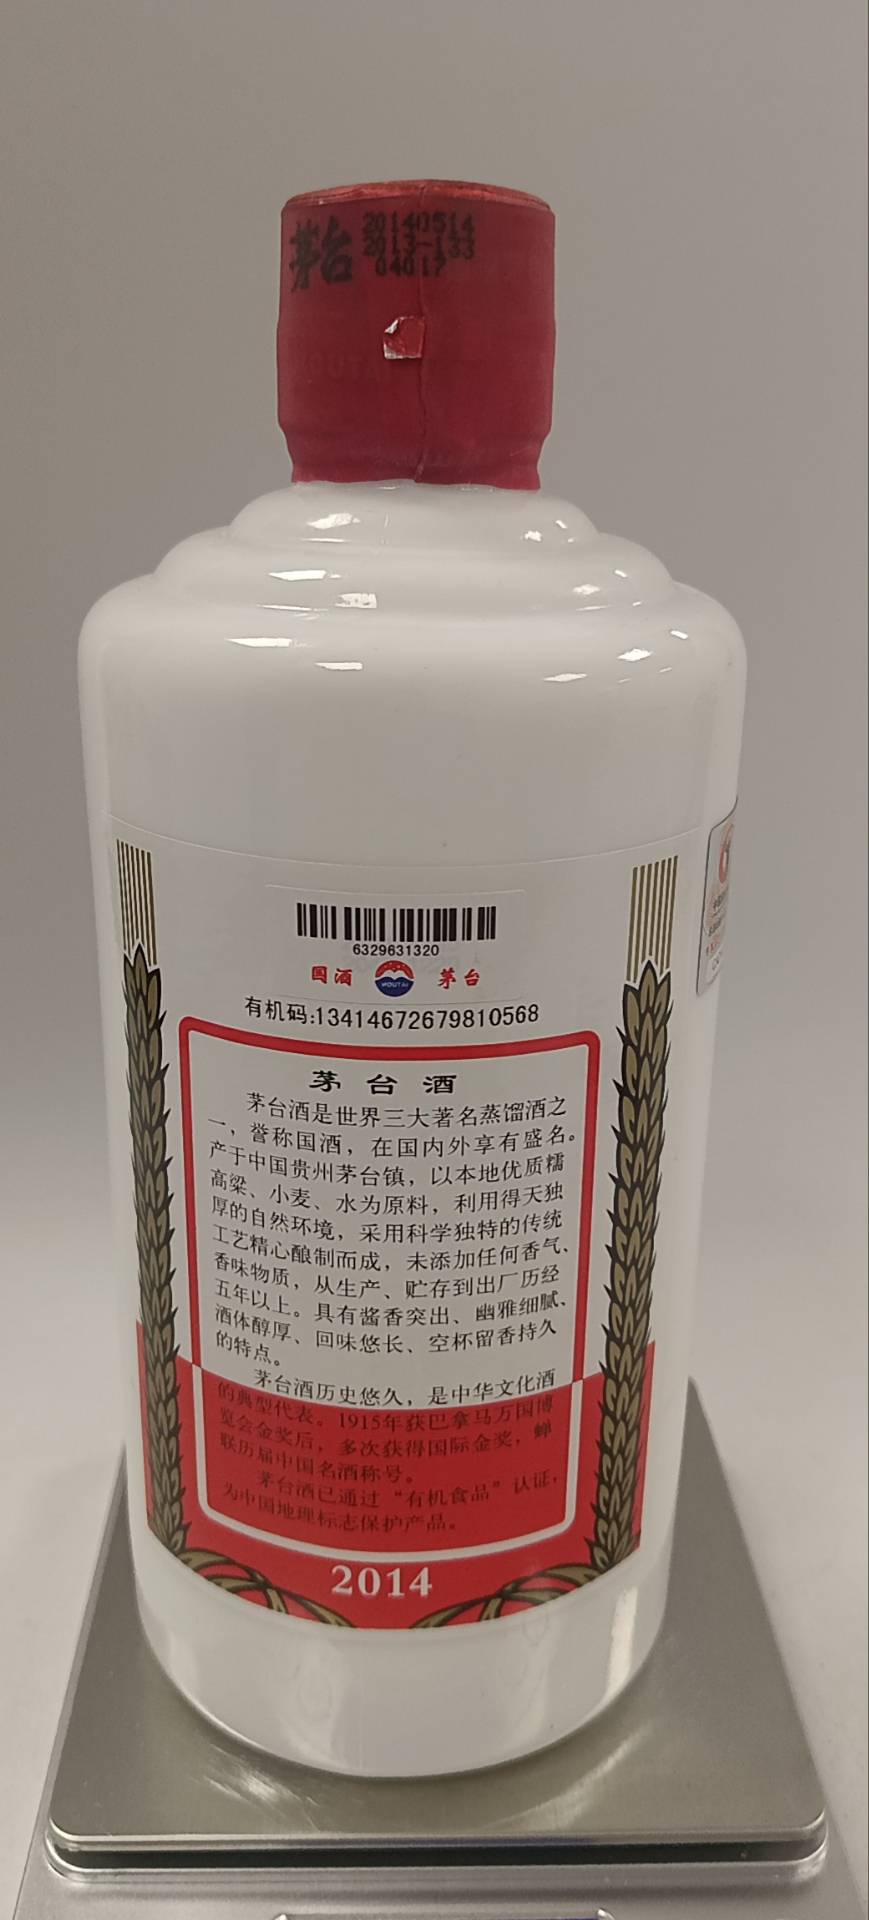 茅台
20140514
2013-133
04017
6329631320
国酒 MOUTAI 茅台
有机码:13414672679810568
茅台酒
茅台酒是世界三大著名蒸馏酒之
一，誉称国酒，在国内外享有盛名。
产于中国贵州茅台镇，以本地优质糯
高粱、小麦、水为原料，利用得天独
厚的自然环境，采用科学独特的传统
工艺精心酿制而成，未添加任何香气、
香味物质，从生产、贮存到出厂历经
五年以上。具有酱香突出、幽雅细腻、
酒体醇厚、回味悠长、空杯留香持久
的特点。
茅台酒历史悠久，是中华文化酒
的典型代表。1915年获巴拿马万国博
览会金奖后，多次获得国际金奖，蝉
联历届中国名酒称号。
茅台酒已通过“有机食品”认证，
为中国地理标志保护产品。
2014